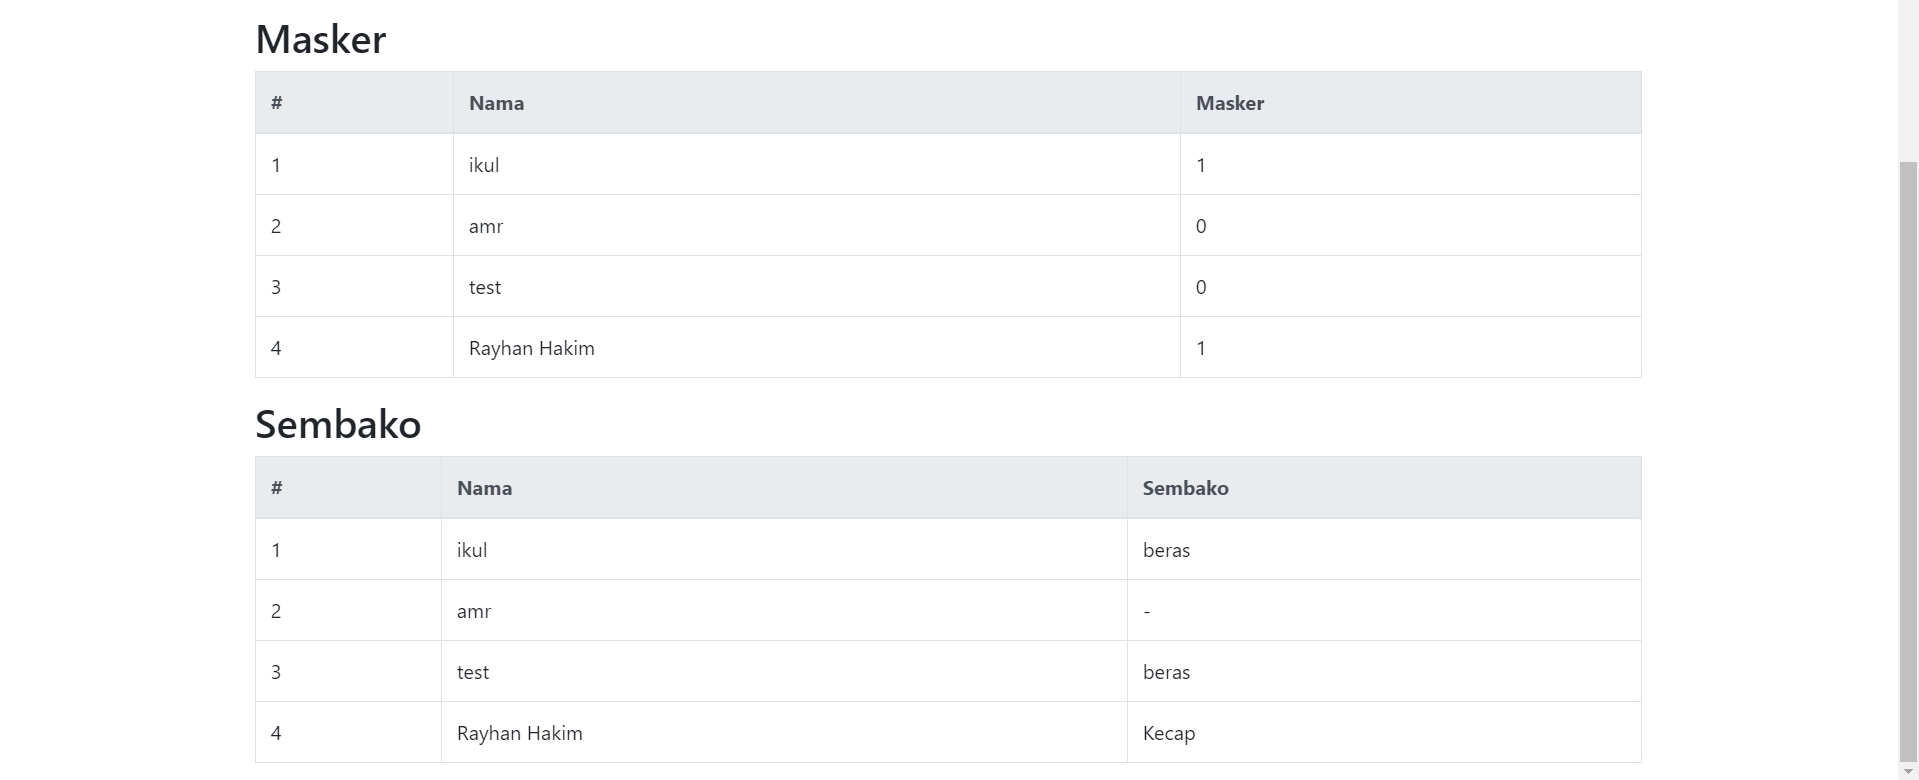 Masker
# Nama Masker
1 ikul 1
2 amr 0
3 test 0
4 Rayhan Hakim 1
Sembako
# Nama Sembako
1 ikul beras
2 amr -
3 test beras
4 Rayhan Hakim Kecap